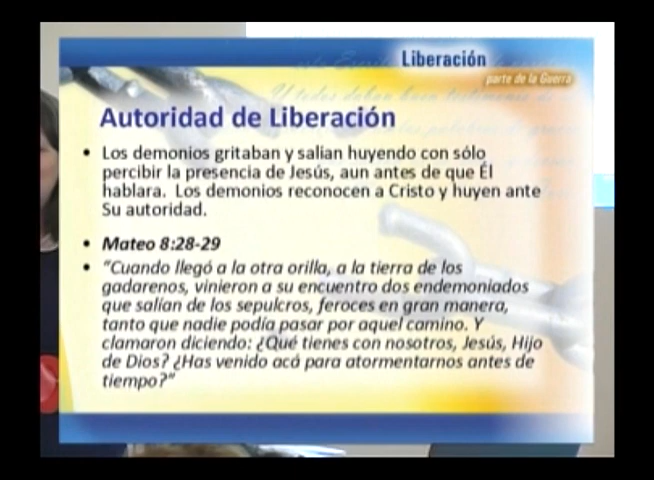 Liberación
parte de la Guerra
Autoridad de Liberación
• Los demonios gritaban y salían huyendo con sólo
percibir la presencia de Jesús, aun antes de que Él
hablara. Los demonios reconocen a Cristo y huyen ante
Su autoridad.
• Mateo 8:28-29
• "Cuando llegó a la otra orilla, a la tierra de los
gadarenos, vinieron a su encuentro dos endemoniados
que salían de los sepulcros, feroces en gran manera,
tanto que nadie podía pasar por aquel camino. Y
clamaron diciendo: ¿Qué tienes con nosotros, Jesús, Hijo
de Dios? ¿Has venido acá para atormentarnos antes de
tiempo?"